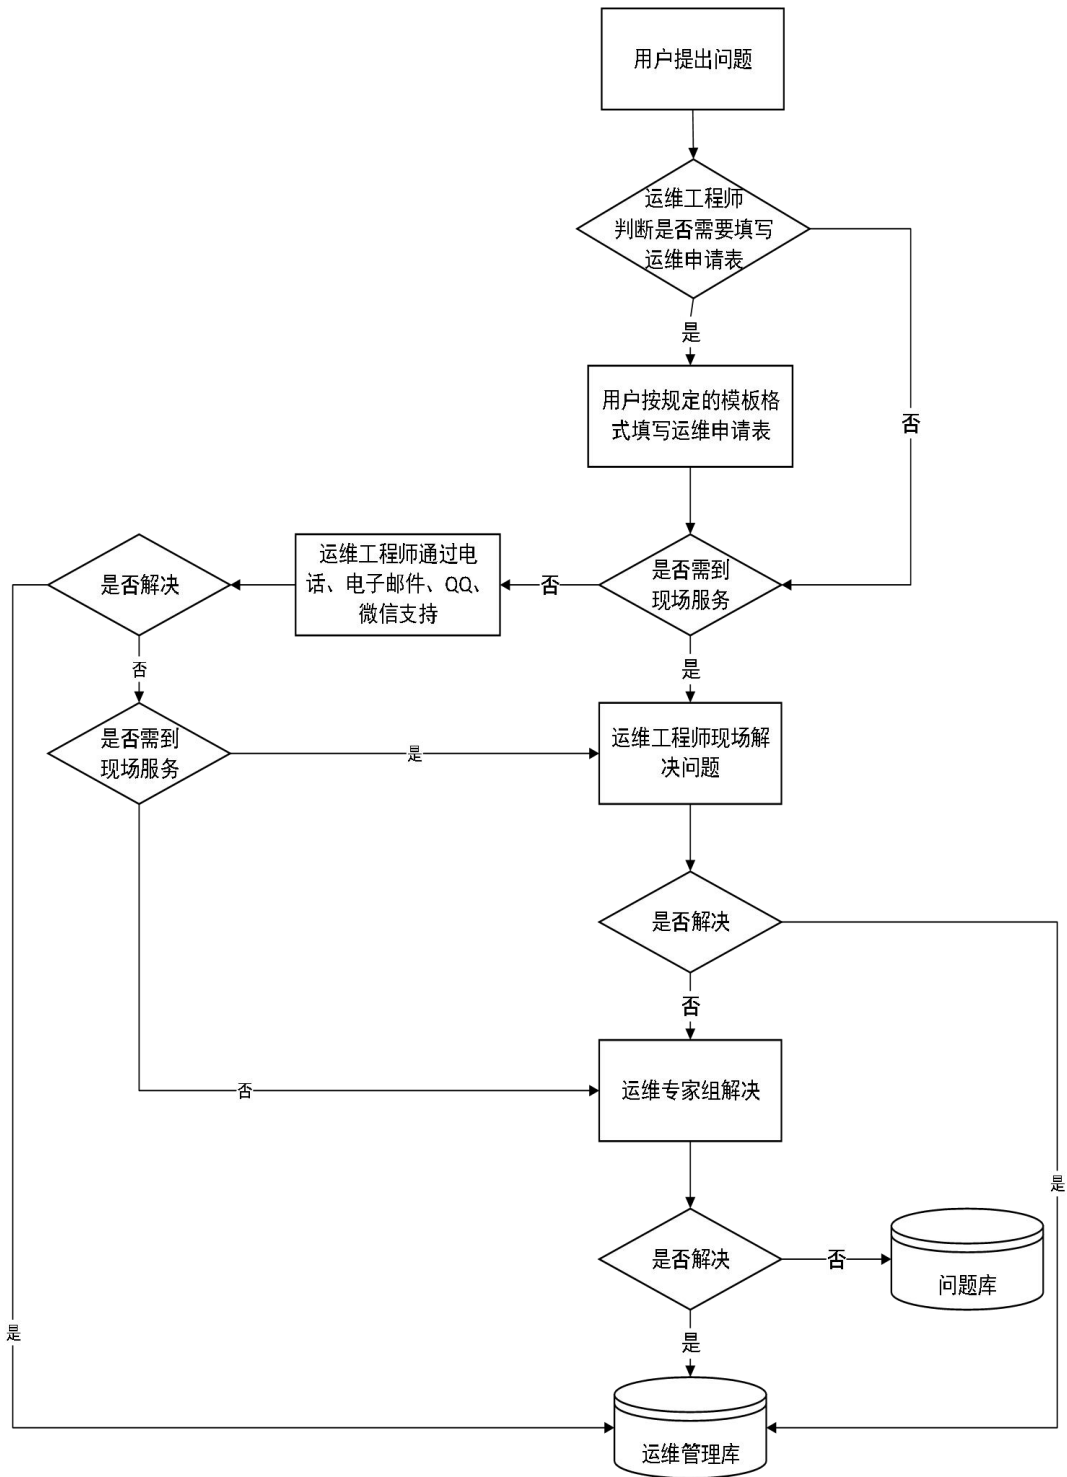 用户提出问题
运维工程师
判断是否需要填写
运维申请表
是
用户按规定的模板格
式填写运维申请表
否
是否需到
现场服务
否
运维工程师通过电
话、电子邮件、QQ、
微信支持
是否解决
是
否
是否需到
现场服务
是
运维工程师现场解
决问题
是否解决
否
否
运维专家组解决
是
是否解决
否
问题库
是
是
运维管理库